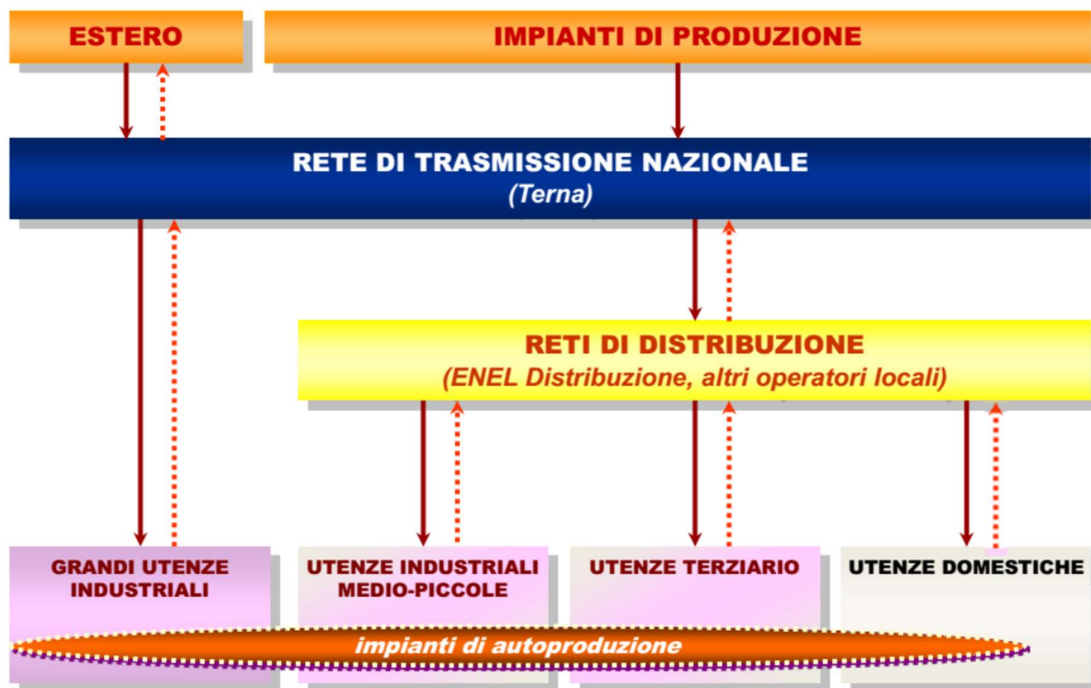 ESTERO
IMPIANTI DI PRODUZIONE
RETE DI TRASMISSIONE NAZIONALE
(Terna)
RETI DI DISTRIBUZIONE
(ENEL Distribuzione, altri operatori locali)
GRANDI UTENZE
INDUSTRIALI
UTENZE INDUSTRIALI
MEDIO-PICCOLE
UTENZE TERZIARIO
UTENZE DOMESTICHE
impianti di autoproduzione